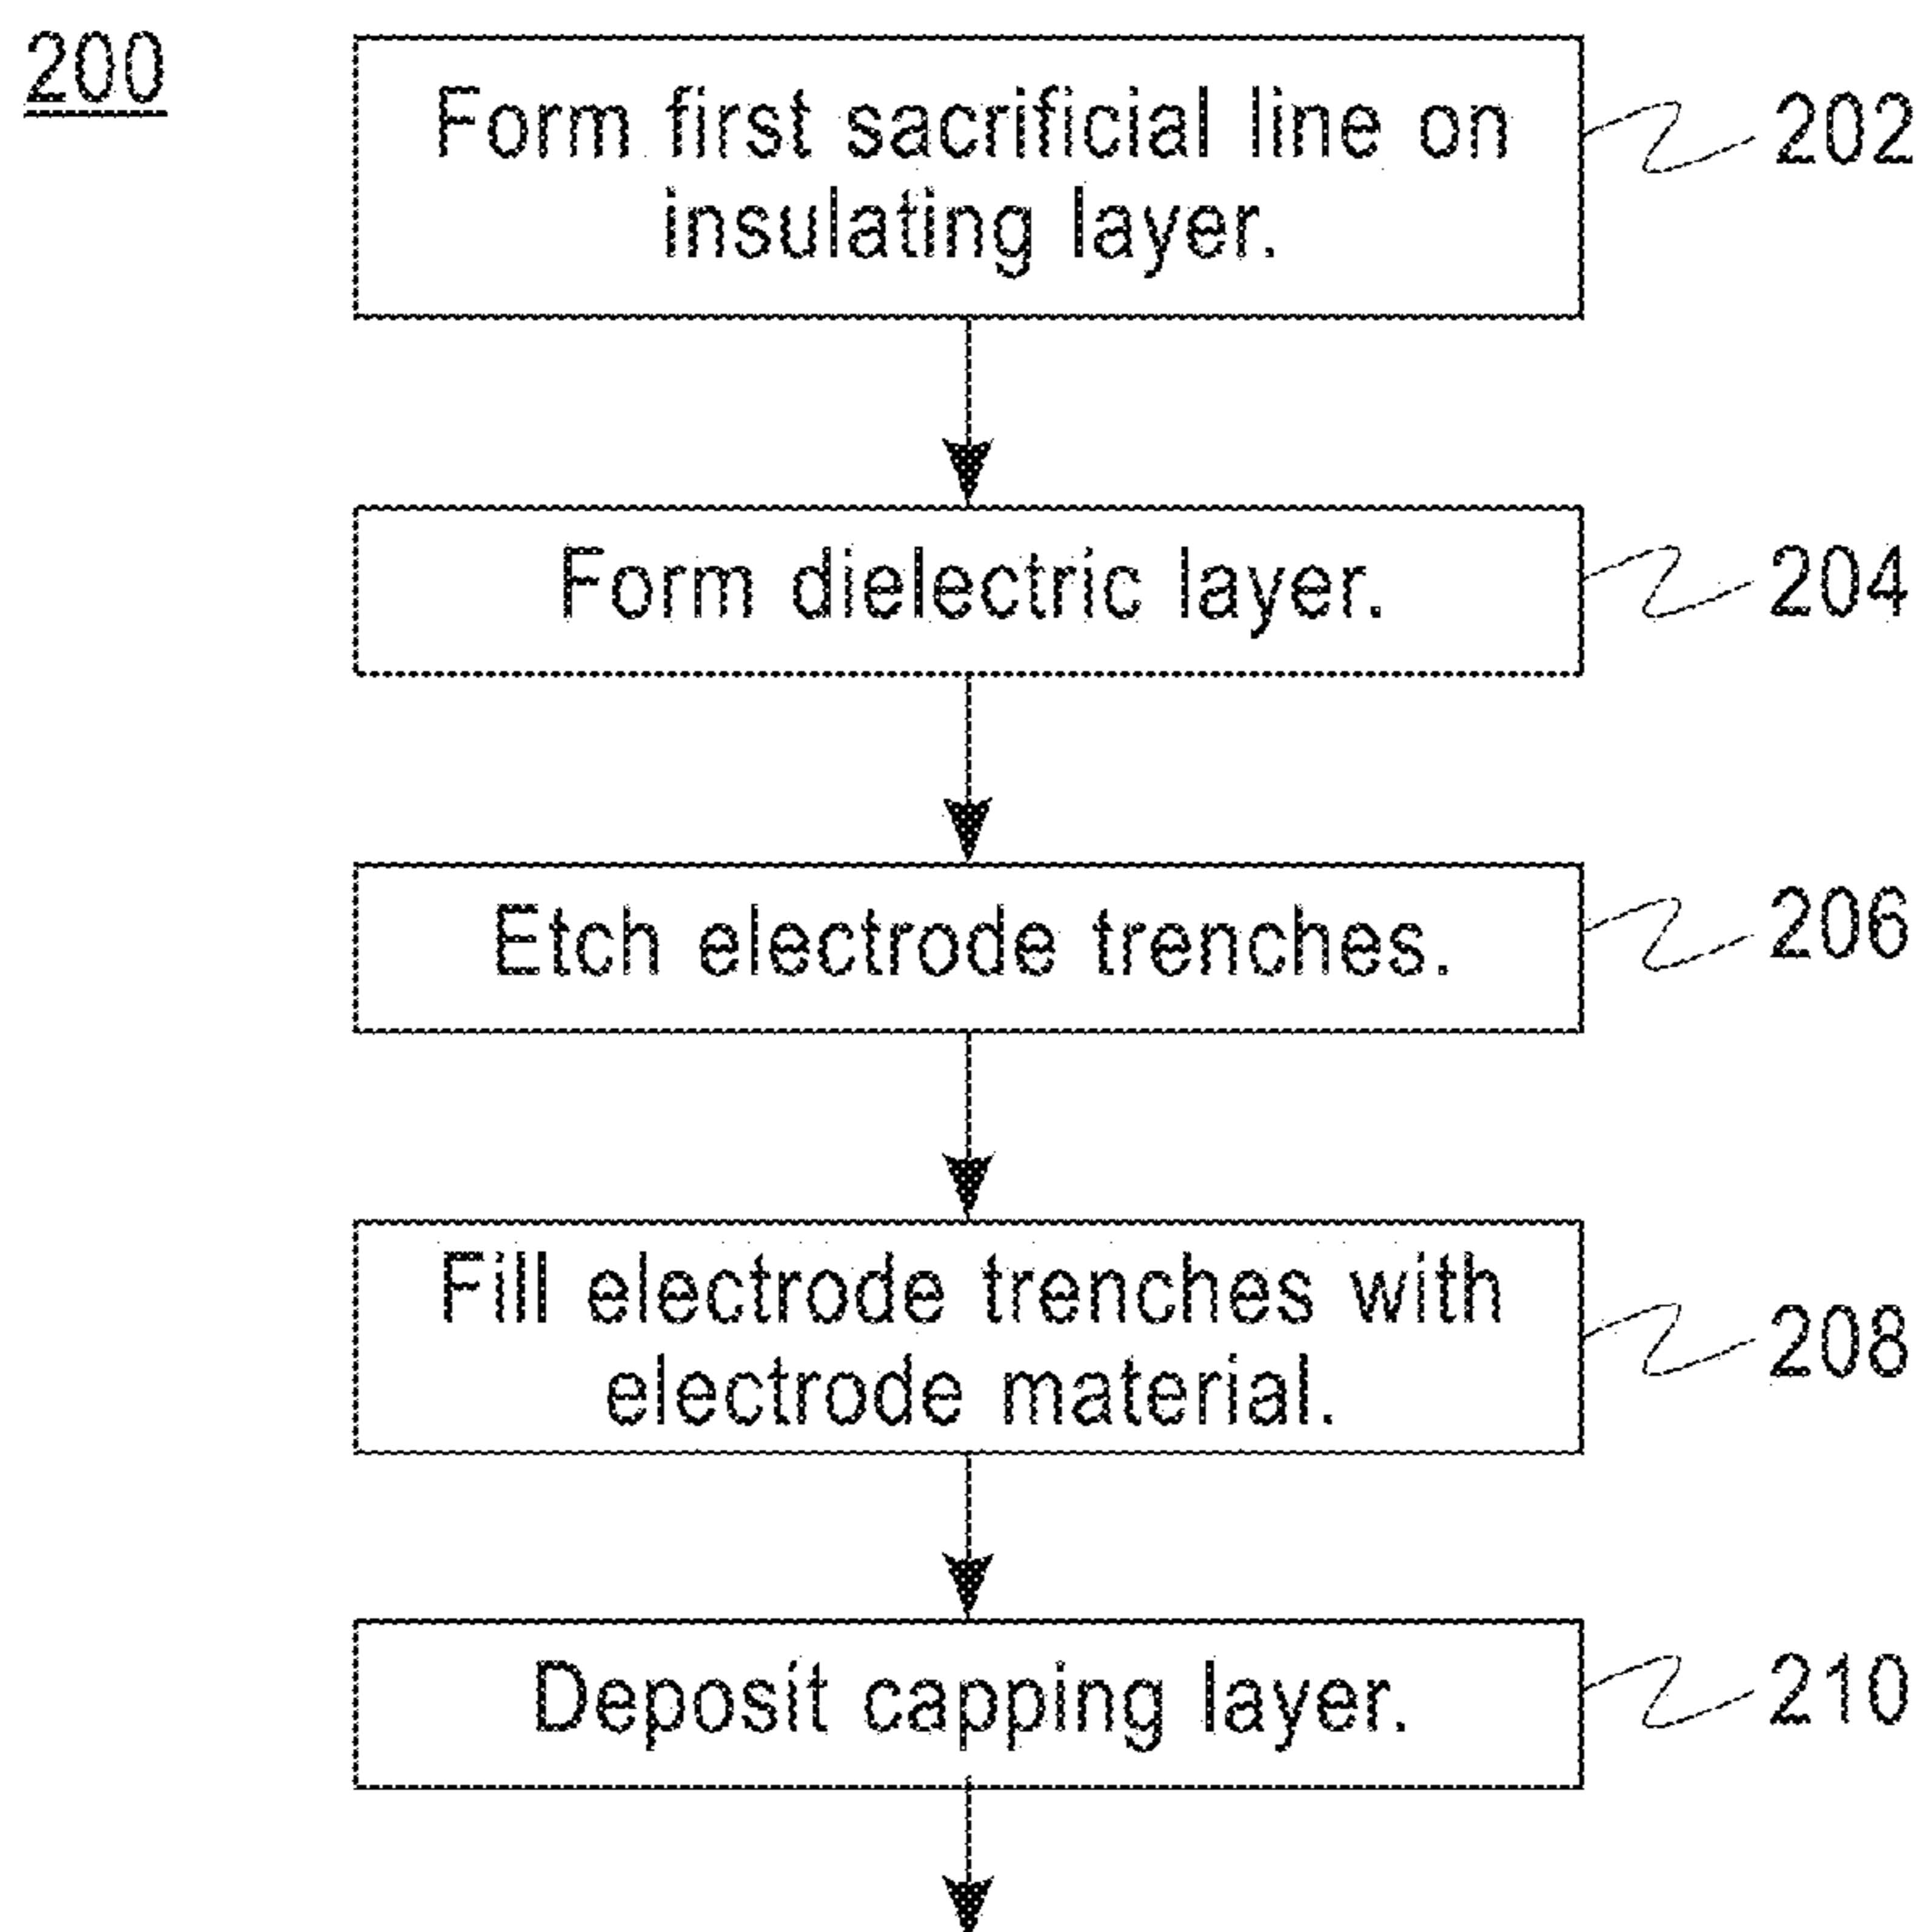 200
Form first sacrificial line on
insulating layer.
202
Form dielectric layer.
204
Etch electrode trenches.
206
Fill electrode trenches with
electrode material.
208
Deposit capping layer.
210